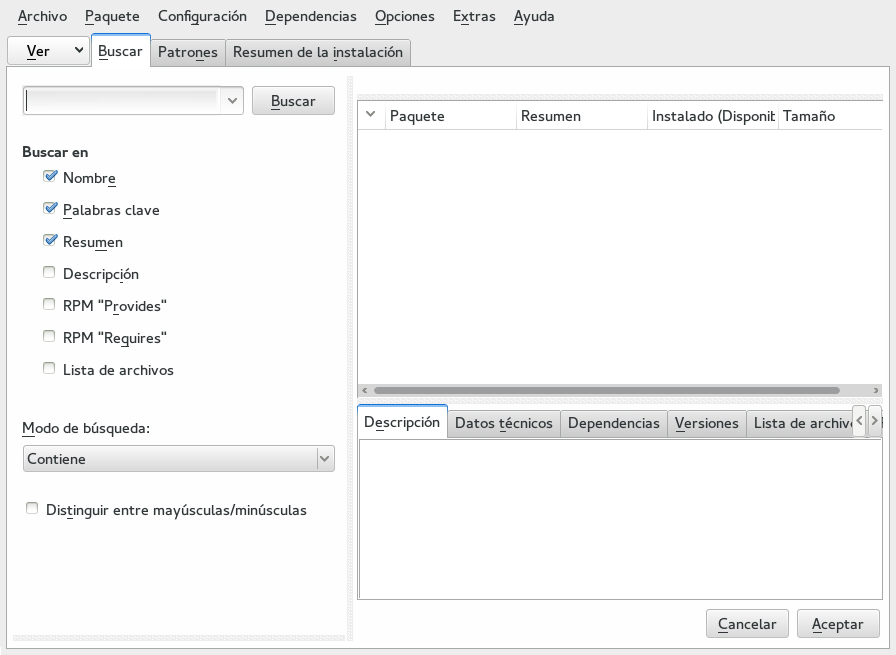 Archivo Paquete Configuración Dependencias Opciones Extras Ayuda
Ver Buscar Patrones Resumen de la instalación
Buscar
Buscar en
Nombre
Palabras clave
Resumen
Descripción
RPM "Provides"
RPM "Requires"
Lista de archivos
Modo de búsqueda:
Contiene
Distinguir entre mayúsculas/minúsculas
Paquete Resumen Instalado (Disponib Tamaño
Descripción Datos técnicos Dependencias Versiones Lista de archivo
Cancelar Aceptar